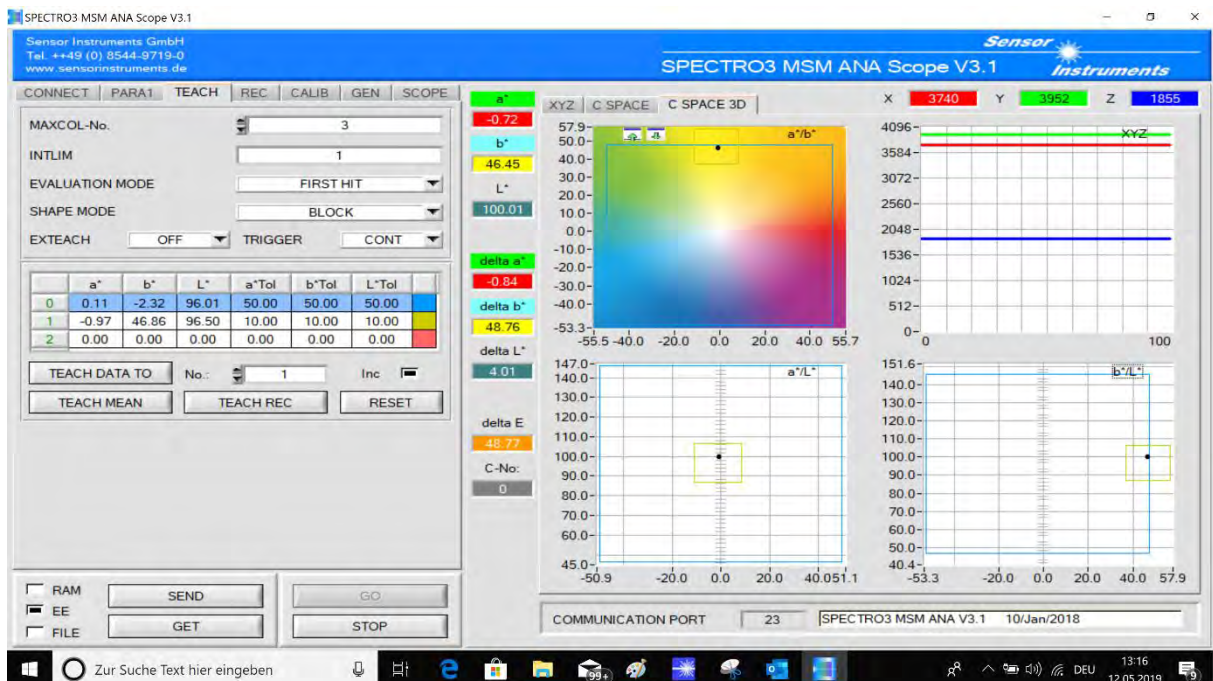 SPECTRO3 MSM ANA Scope V3.1
Sensor Instruments GmbH
Tel. ++49 (0) 8544-9719-0
www.sensorinstruments.de
SPECTRO3 MSM ANA Scope V3.1
Sensor Instruments
CONNECT PARA1 TEACH REC CALIB GEN SCOPE
MAXCOL-No. 3
INTLIM 1
EVALUATION MODE FIRST HIT
SHAPE MODE BLOCK
EXTEACH OFF TRIGGER CONT
a* b* L* a*Tol b*Tol L*Tol
0 0.11 -2.32 96.01 50.00 50.00 50.00
1 -0.97 46.86 96.50 10.00 10.00 10.00
2 0.00 0.00 0.00 0.00 0.00 0.00
TEACH DATA TO No.: 1 Inc
TEACH MEAN TEACH REC RESET
RAM
EE
FILE
SEND
GET
GO
STOP
a*
-0.72
b*
46.45
L*
100.01
delta a*
-0.84
delta b*
48.76
delta L*
4.01
delta E
48.77
C-No:
0
XYZ C SPACE C SPACE 3D
X 3740 Y 3952 Z 1855
a*/b*
57.9
50.0
40.0
30.0
20.0
10.0
0.0
-10.0
-20.0
-30.0
-40.0
-53.3
-55.5 -40.0 -20.0 0.0 20.0 40.0 55.7
XYZ
4096
3584
3072
2560
2048
1536
1024
512
0
0 100
a*/L*
147.0
140.0
130.0
120.0
110.0
100.0
90.0
80.0
70.0
60.0
45.0
-50.9 -20.0 0.0 20.0 40.0 51.1
b*/L*
151.6
140.0
130.0
120.0
110.0
100.0
90.0
80.0
70.0
60.0
50.0
40.4
-53.3 -20.0 0.0 20.0 40.0 57.9
COMMUNICATION PORT 23 SPECTRO3 MSM ANA V3.1 10/Jan/2018
Zur Suche Text hier eingeben
99+
DEU
13:16
12.05.2019
9